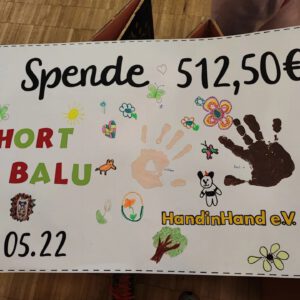 Spende 512,50€
HORT
BALU
HandinHand e.V.
05.22